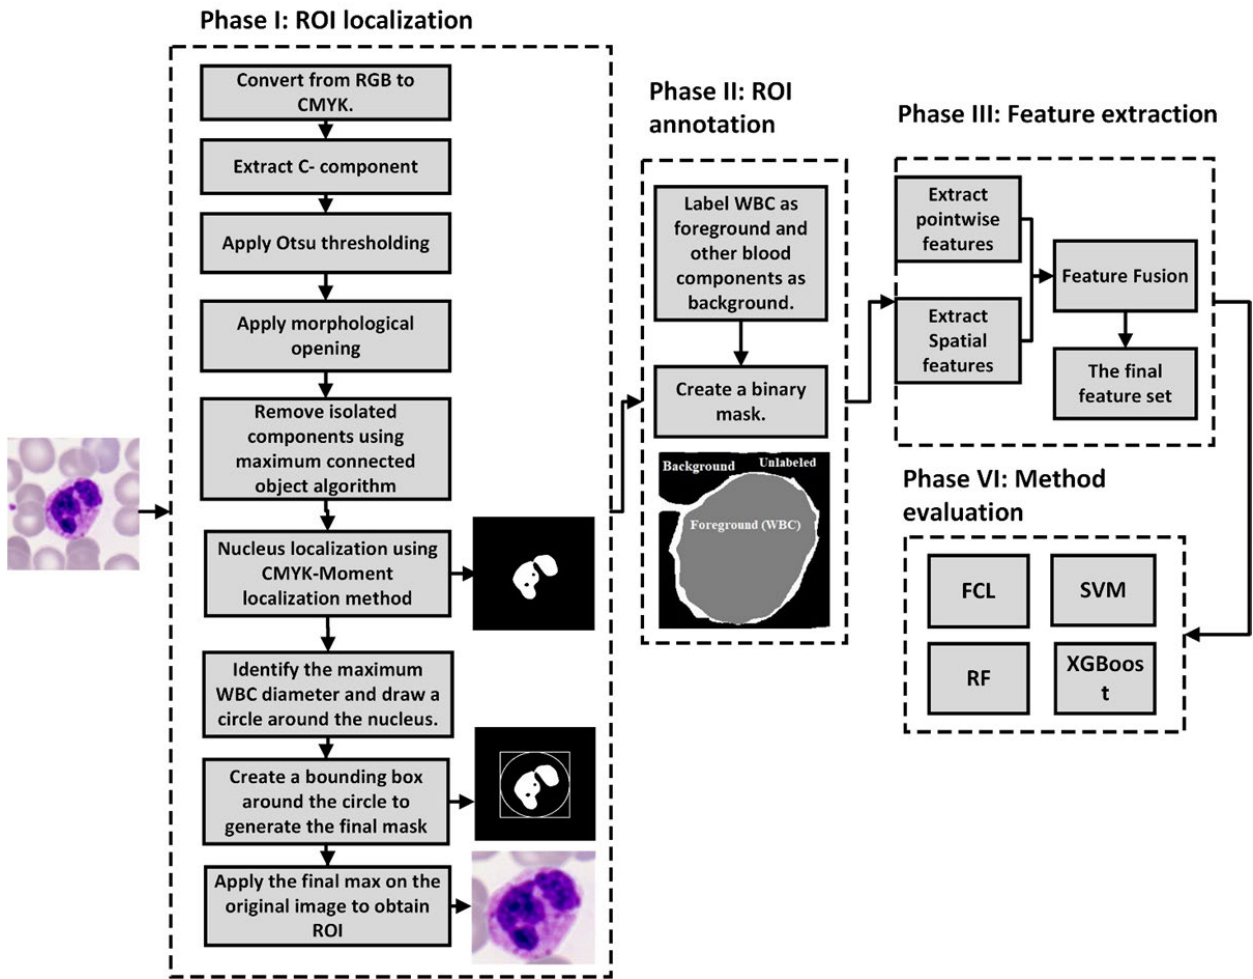 Phase I: ROI localization
Convert from RGB to
CMYK.
Extract C- component
Apply Otsu thresholding
Apply morphological
opening
Remove isolated
components using
maximum connected
object algorithm
Nucleus localization using
CMYK-Moment
localization method
Identify the maximum
WBC diameter and draw a
circle around the nucleus.
Create a bounding box
around the circle to
generate the final mask
Apply the final max on the
original image to obtain
ROI
Phase II: ROI
annotation
Label WBC as
foreground and
other blood
components as
background.
Create a binary
mask.
Background
Unlabeled
Foreground (WBC)
Phase III: Feature extraction
Extract
pointwise
features
Extract
Spatial
features
Feature Fusion
The final
feature set
Phase VI: Method
evaluation
FCL
SVM
RF
XGBoos
t